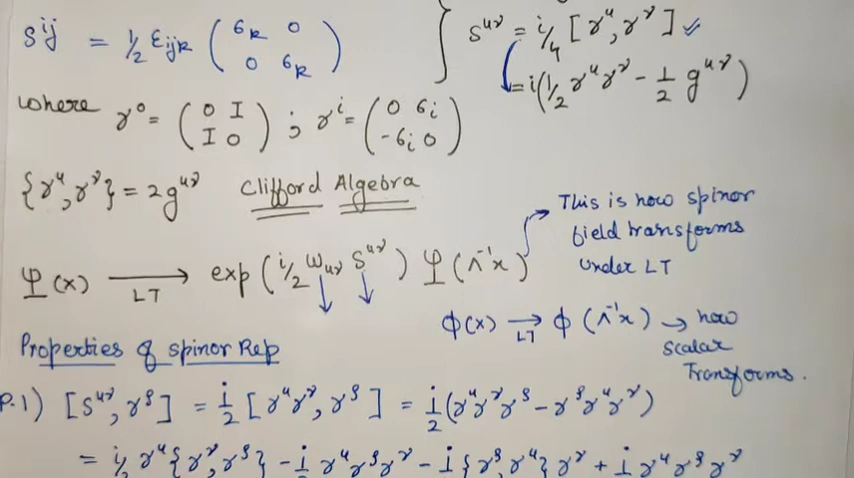 S^{ij} = 1/2 ε_{ijk} ( σ_k 0 ; 0 σ_k ) } S^{μν} = i/4 [γ^μ, γ^ν] ✓
= i(1/2 γ^μ γ^ν - 1/2 g^{μν})
where γ^0 = ( 0 I ; I 0 ) ; γ^i = ( 0 σ_i ; -σ_i 0 )
{γ^μ, γ^ν} = 2g^{μν} Clifford Algebra
This is how spinor
field transforms
under LT
Ψ(x) →_{LT} exp(i/2 ω_{μν} S^{μν}) Ψ(Λ^{-1}x)
Φ(x) →_{LT} Φ(Λ^{-1}x) → how
scalar
Transforms.
Properties of spinor Rep
P.1) [S^{μν}, γ^ρ] = i/2 [γ^μ γ^ν, γ^ρ] = i/2 (γ^μ γ^ν γ^ρ - γ^ρ γ^μ γ^ν)
= i/2 γ^μ {γ^ν, γ^ρ} - i/2 γ^μ γ^ρ γ^ν - i {γ^ρ, γ^μ} γ^ν + i γ^μ γ^ρ γ^ν